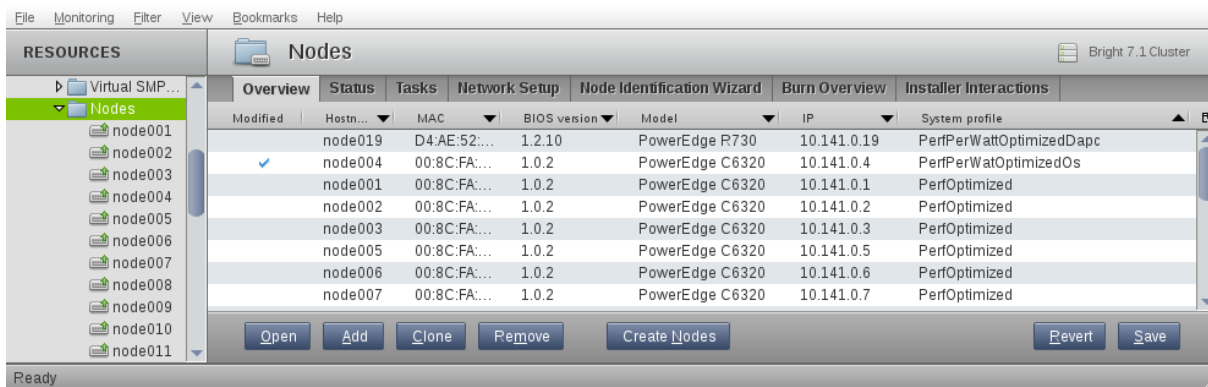 File Monitoring Filter View Bookmarks Help
RESOURCES
Nodes
Bright 7.1 Cluster
Virtual SMP...
Nodes
node001
node002
node003
node004
node005
node006
node007
node008
node009
node010
node011
Overview Status Tasks Network Setup Node Identification Wizard Burn Overview Installer Interactions
Modified Hostn... MAC BIOS version Model IP System profile
node019 D4:AE:52:... 1.2.10 PowerEdge R730 10.141.0.19 PerfPerWattOptimizedDapc
node004 00:8C:FA:... 1.0.2 PowerEdge C6320 10.141.0.4 PerfPerWatOptimizedOs
node001 00:8C:FA:... 1.0.2 PowerEdge C6320 10.141.0.1 PerfOptimized
node002 00:8C:FA:... 1.0.2 PowerEdge C6320 10.141.0.2 PerfOptimized
node003 00:8C:FA:... 1.0.2 PowerEdge C6320 10.141.0.3 PerfOptimized
node005 00:8C:FA:... 1.0.2 PowerEdge C6320 10.141.0.5 PerfOptimized
node006 00:8C:FA:... 1.0.2 PowerEdge C6320 10.141.0.6 PerfOptimized
node007 00:8C:FA:... 1.0.2 PowerEdge C6320 10.141.0.7 PerfOptimized
Open Add Clone Remove Create Nodes Revert Save
Ready